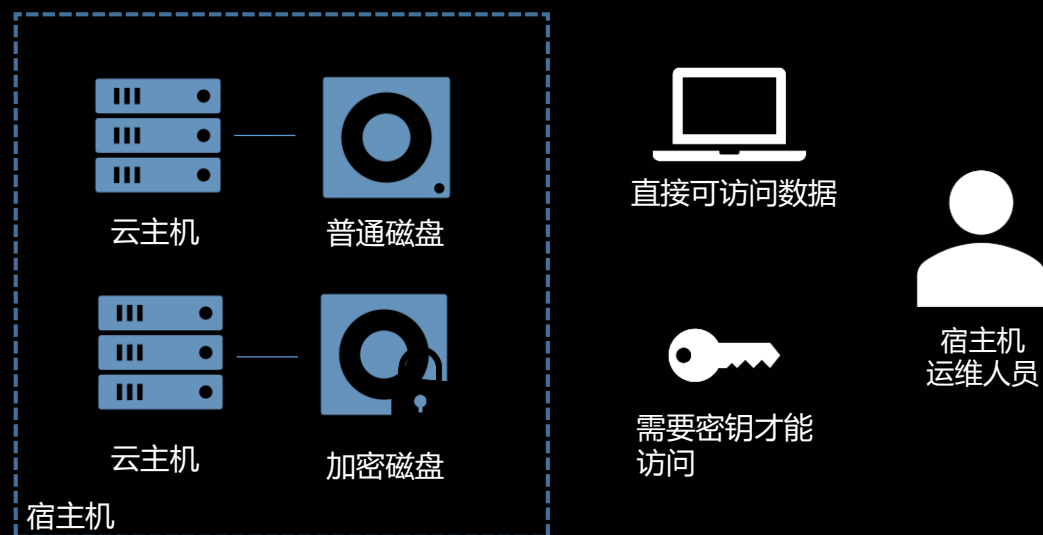 云主机
普通磁盘
直接可访问数据
云主机
加密磁盘
需要密钥才能
访问
宿主机
运维人员
宿主机